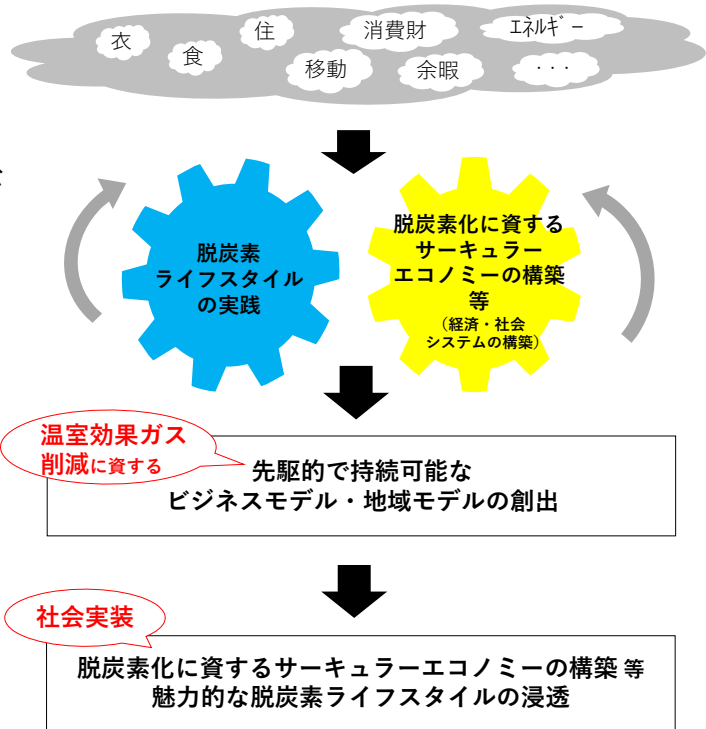 衣
食
住
消費財
エネルギー
移動
余暇
・・・
脱炭素
ライフスタイル
の実践
脱炭素化に資する
サーキュラー
エコノミーの構築
等
（経済・社会
システムの構築）
温室効果ガス
削減に資する
先駆的で持続可能な
ビジネスモデル・地域モデルの創出
社会実装
脱炭素化に資するサーキュラーエコノミーの構築 等
魅力的な脱炭素ライフスタイルの浸透